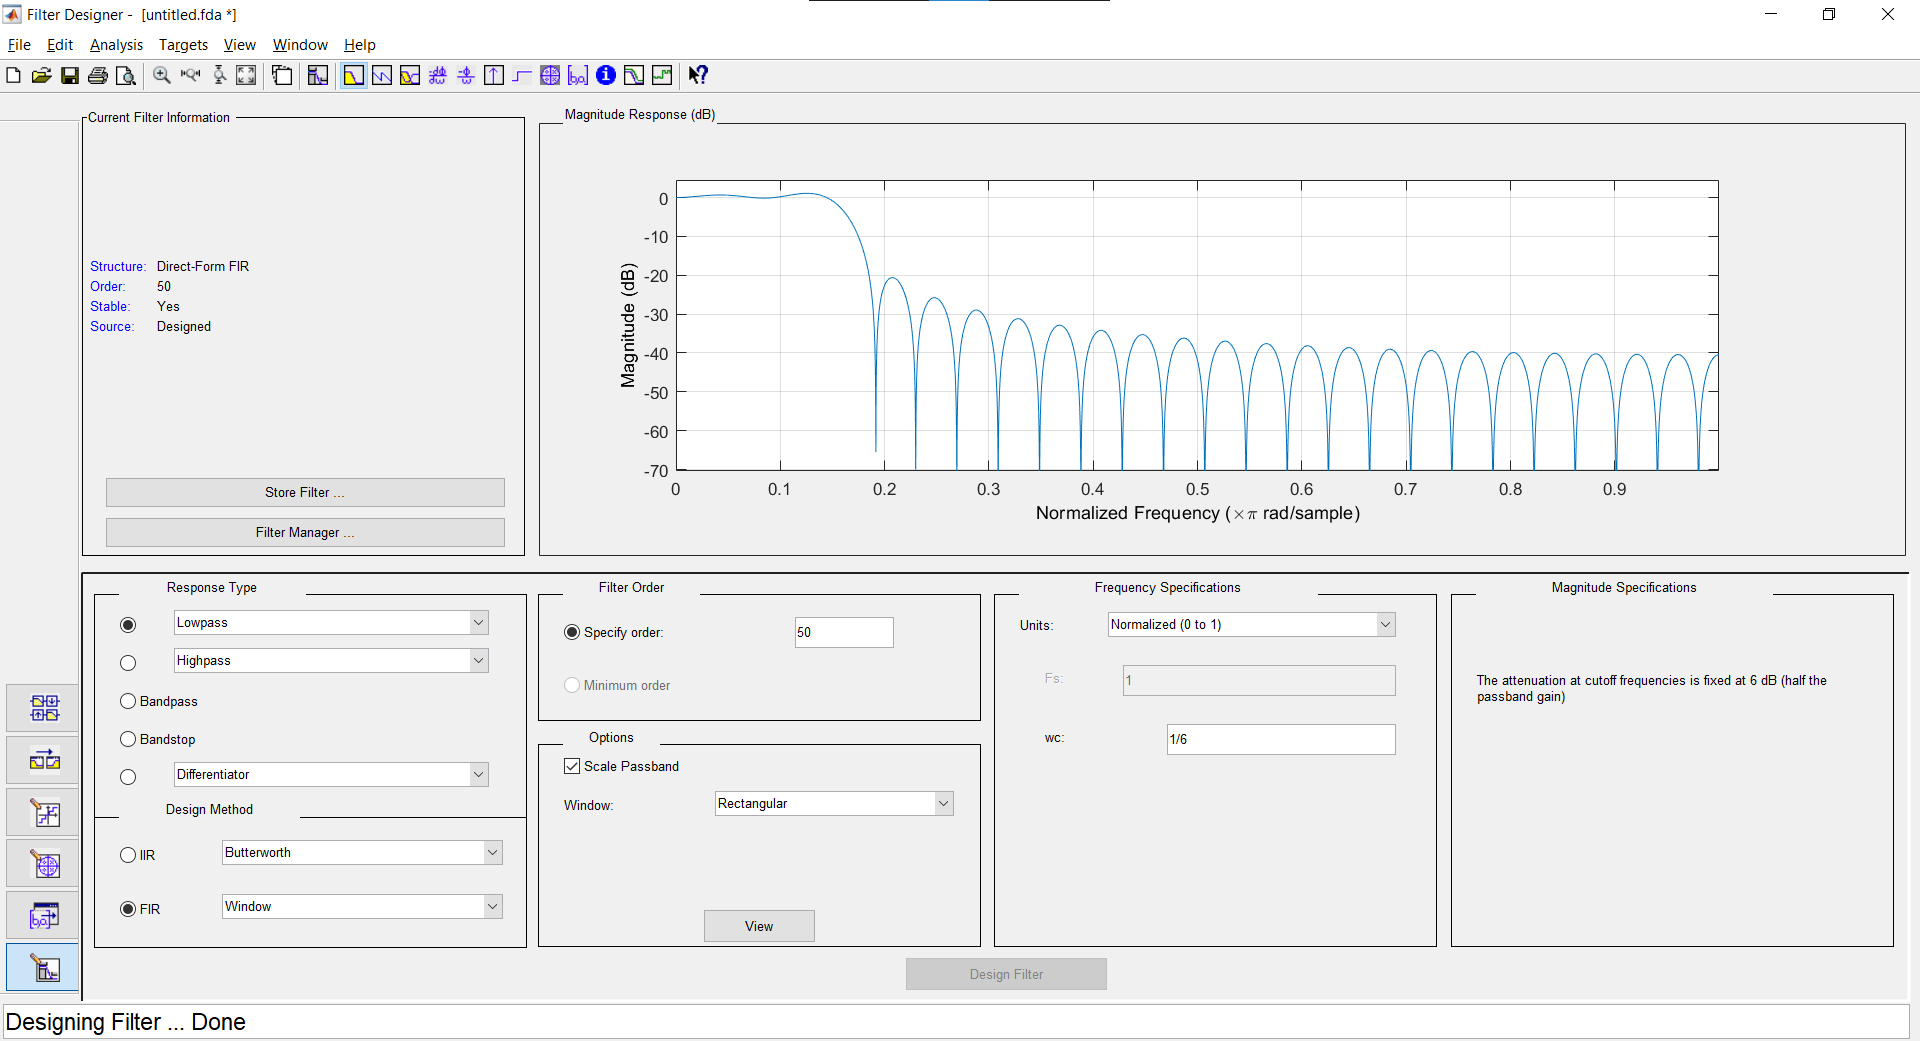 Filter Designer -  [untitled.fda *]
File Edit Analysis Targets View Window Help
Current Filter Information
Structure: Direct-Form FIR
Order: 50
Stable: Yes
Source: Designed
Store Filter ...
Filter Manager ...
Magnitude Response (dB)
0
-10
-20
-30
-40
-50
-60
-70
Magnitude (dB)
0 0.1 0.2 0.3 0.4 0.5 0.6 0.7 0.8 0.9
Normalized Frequency (×π rad/sample)
Response Type
Lowpass
Highpass
Bandpass
Bandstop
Differentiator
Design Method
IIR Butterworth
FIR Window
Filter Order
Specify order: 50
Minimum order
Options
Scale Passband
Window: Rectangular
View
Frequency Specifications
Units: Normalized (0 to 1)
Fs: 1
wc: 1/6
Magnitude Specifications
The attenuation at cutoff frequencies is fixed at 6 dB (half the
passband gain)
Design Filter
Designing Filter ... Done